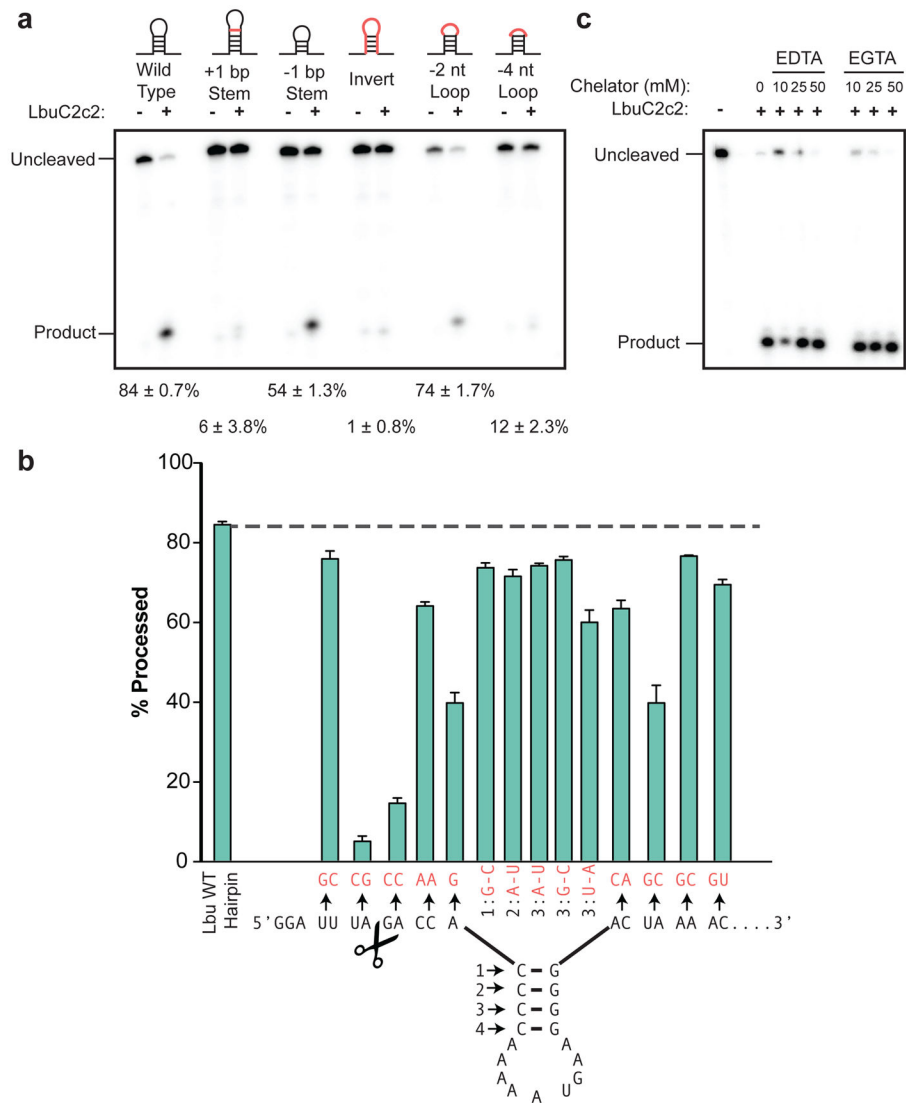 a
Wild Type
+1 bp Stem
-1 bp Stem
Invert
-2 nt Loop
-4 nt Loop
LbuC2c2: - + - + - + - + - + - +
Uncleaved
Product
84 ± 0.7% 54 ± 1.3% 74 ± 1.7%
6 ± 3.8% 1 ± 0.8% 12 ± 2.3%
c
EDTA EGTA
Chelator (mM): 0 10 25 50 10 25 50
LbuC2c2: - + + + + + + +
Uncleaved
Product
b
% Processed
100
80
60
40
20
0
Lbu WT Hairpin
GC CG CC AA G 1:G-C 2:A-U 3:A-U 3:G-C 3:U-A CA GC GC GU
5'GGA UU UA GA CC A AC UA AA AC....3'
1 C G
2 C G
3 C G
4 C G
A A
A A
A G
A A U